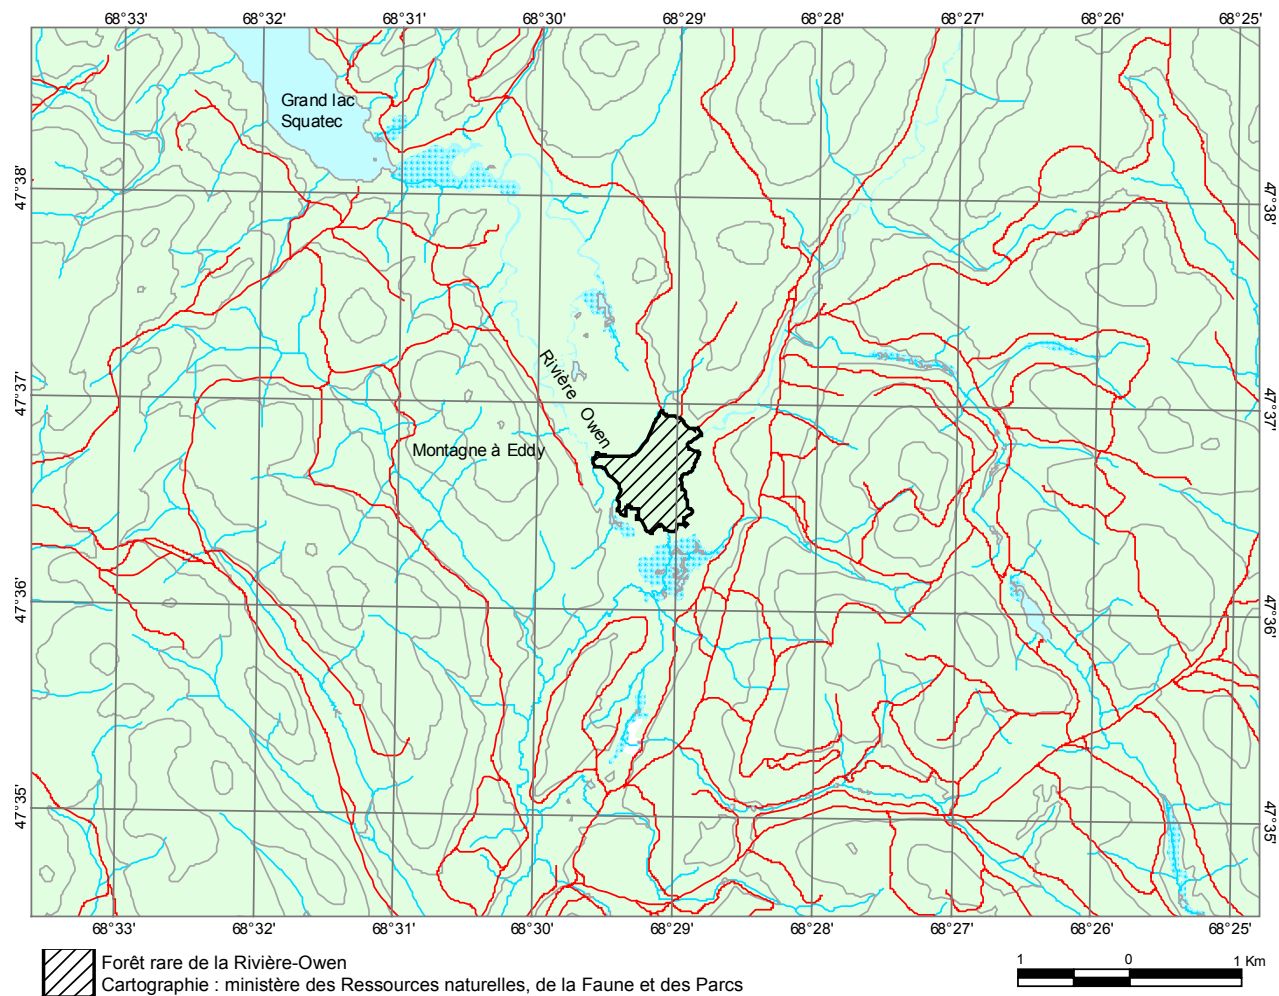 68°33' 68°32' 68°31' 68°30' 68°29' 68°28' 68°27' 68°26' 68°25'
Grand lac
Squatec
47°38'
47°38'
Rivière Owen
47°37'
47°37'
Montagne à Eddy
47°36'
47°36'
47°35'
47°35'
68°33' 68°32' 68°31' 68°30' 68°29' 68°28' 68°27' 68°26' 68°25'
Forêt rare de la Rivière-Owen
Cartographie : ministère des Ressources naturelles, de la Faune et des Parcs
1 0 1 Km